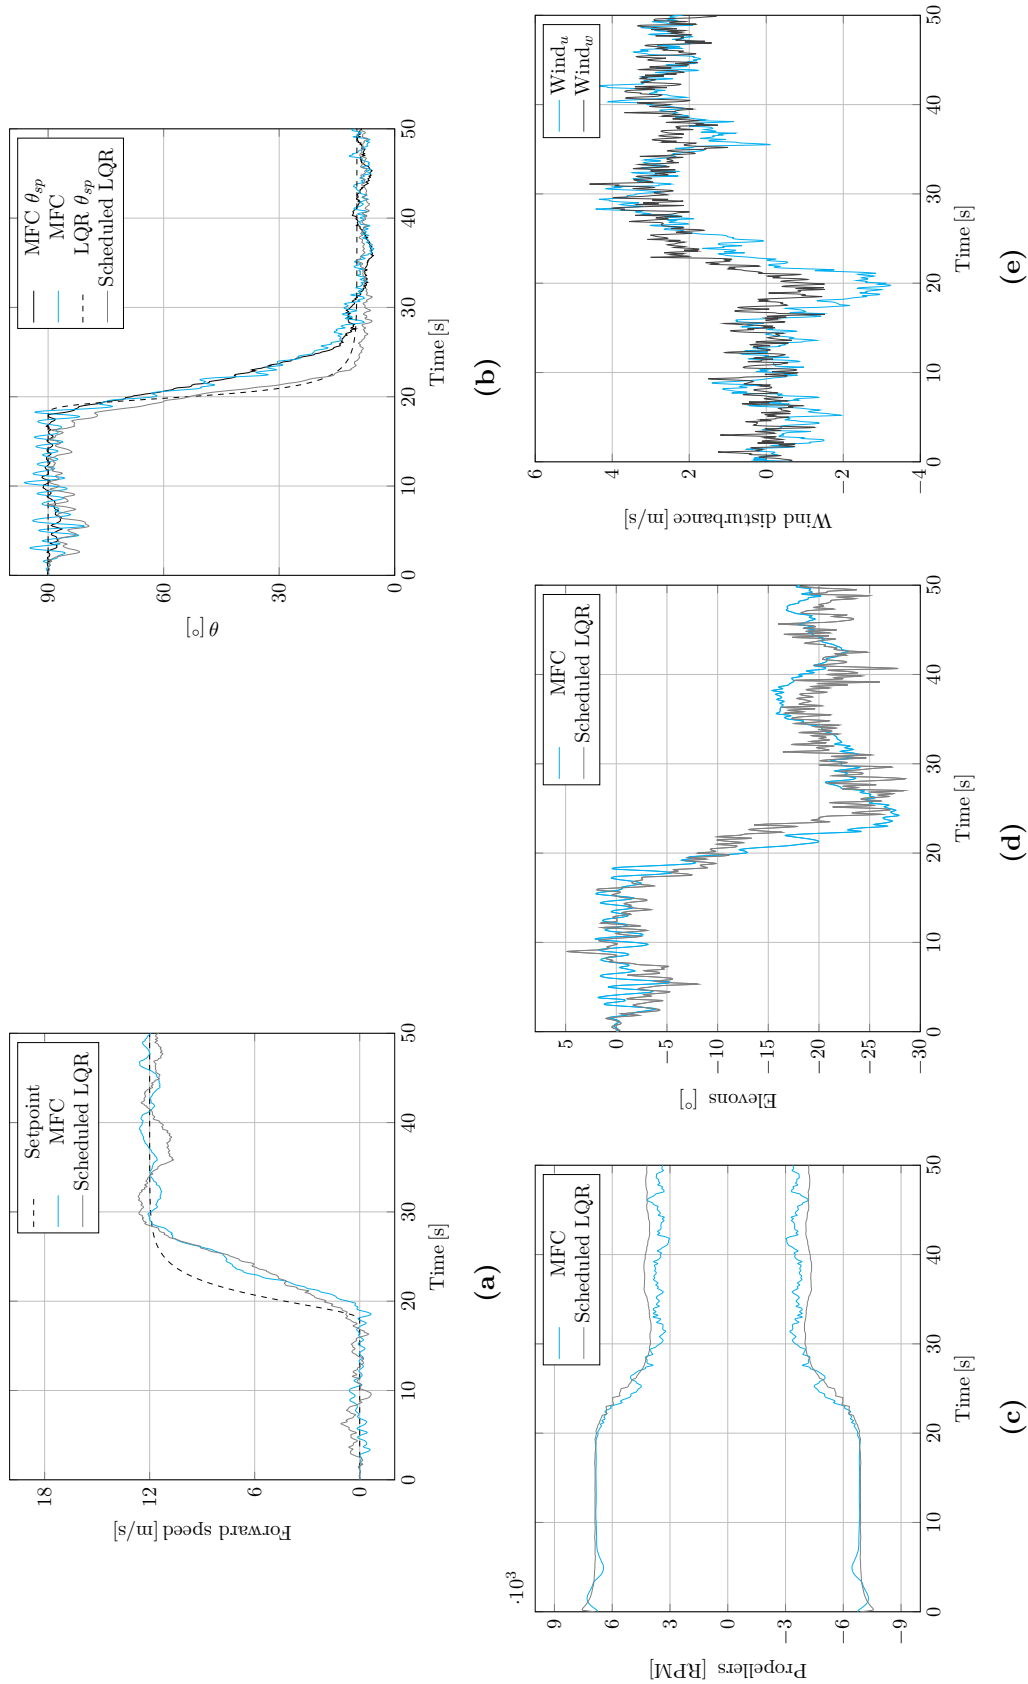 18
12
6
0
0
10
20
30
40
50
Forward speed [m/s]
Time [s]
Setpoint
MFC
Scheduled LQR
(a)
90
60
30
0
0
10
20
30
40
50
θ [°]
Time [s]
MFC θsp
MFC
LQR θsp
Scheduled LQR
(b)
·10³
9
6
3
0
−3
−6
−9
0
10
20
30
40
50
Propellers [RPM]
Time [s]
MFC
Scheduled LQR
(c)
5
0
−5
−10
−15
−20
−25
−30
0
10
20
30
40
50
Elevons [°]
Time [s]
MFC
Scheduled LQR
(d)
6
4
2
0
−2
−4
0
10
20
30
40
50
Wind disturbance [m/s]
Time [s]
Windu
Windw
(e)